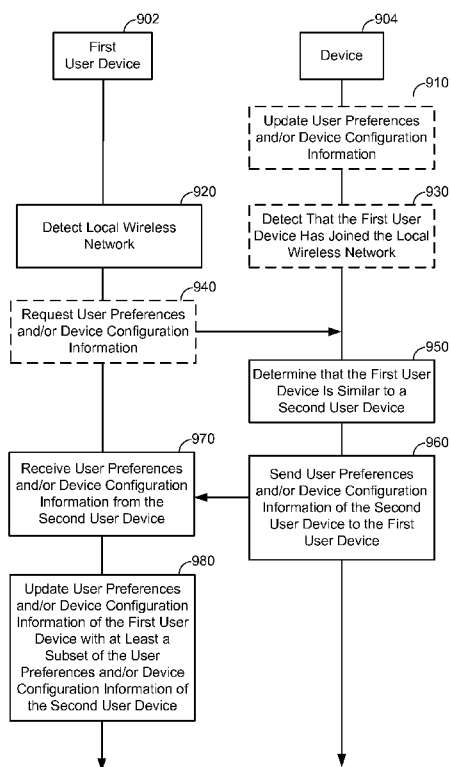 902
First
User Device
904
Device
910
Update User Preferences
and/or Device Configuration
Information
920
Detect Local Wireless
Network
930
Detect That the First User
Device Has Joined the Local
Wireless Network
940
Request User Preferences
and/or Device Configuration
Information
950
Determine that the First User
Device Is Similar to a
Second User Device
960
Send User Preferences
and/or Device Configuration
Information of the Second
User Device to the First
User Device
970
Receive User Preferences
and/or Device Configuration
Information from the
Second User Device
980
Update User Preferences
and/or Device Configuration
Information of the First User
Device with at Least a
Subset of the User
Preferences and/or Device
Configuration Information of
the Second User Device